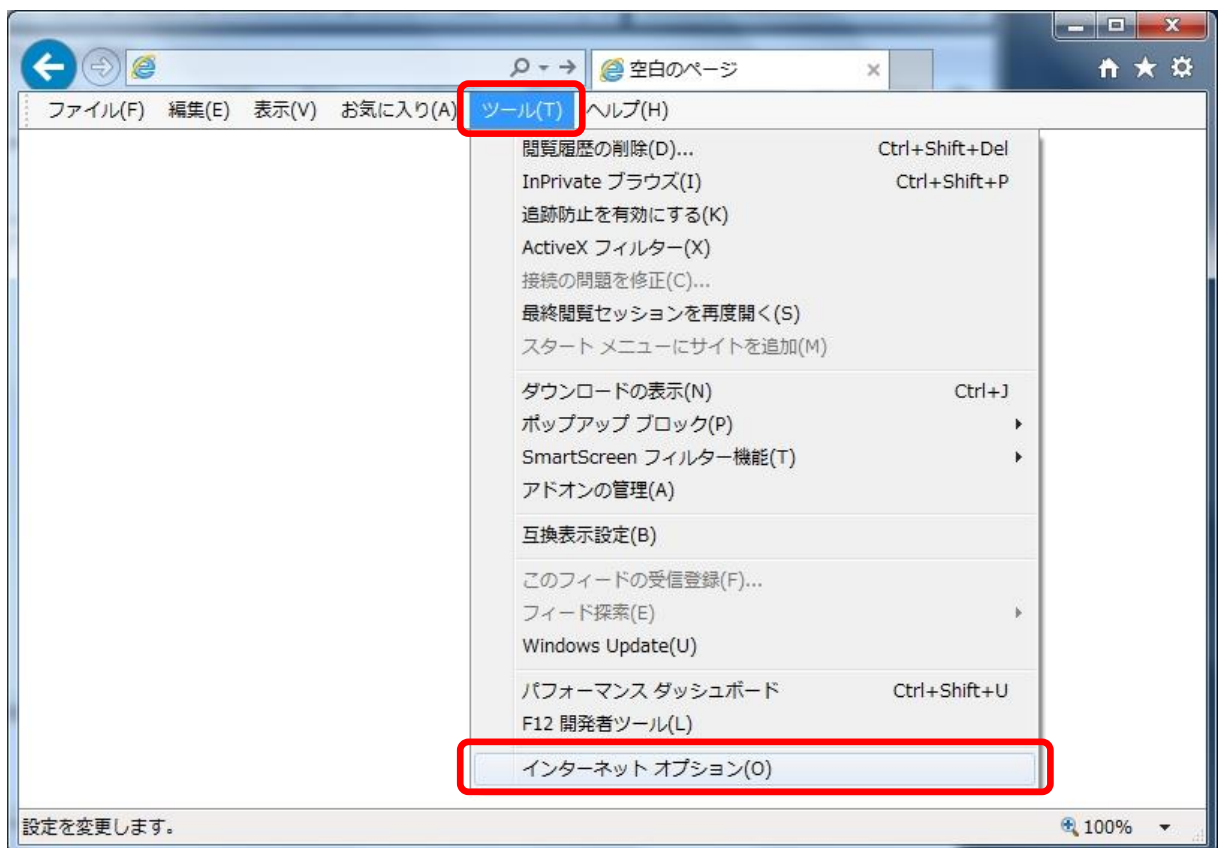 空白のページ
ファイル(F) 編集(E) 表示(V) お気に入り(A) ツール(T) ヘルプ(H)
閲覧履歴の削除(D)... Ctrl+Shift+Del
InPrivate ブラウズ(I) Ctrl+Shift+P
追跡防止を有効にする(K)
ActiveX フィルター(X)
接続の問題を修正(C)...
最終閲覧セッションを再度開く(S)
スタート メニューにサイトを追加(M)
ダウンロードの表示(N) Ctrl+J
ポップアップ ブロック(P)
SmartScreen フィルター機能(T)
アドオンの管理(A)
互換表示設定(B)
このフィードの受信登録(F)...
フィード探索(E)
Windows Update(U)
パフォーマンス ダッシュボード Ctrl+Shift+U
F12 開発者ツール(L)
インターネット オプション(O)
設定を変更します。 100%